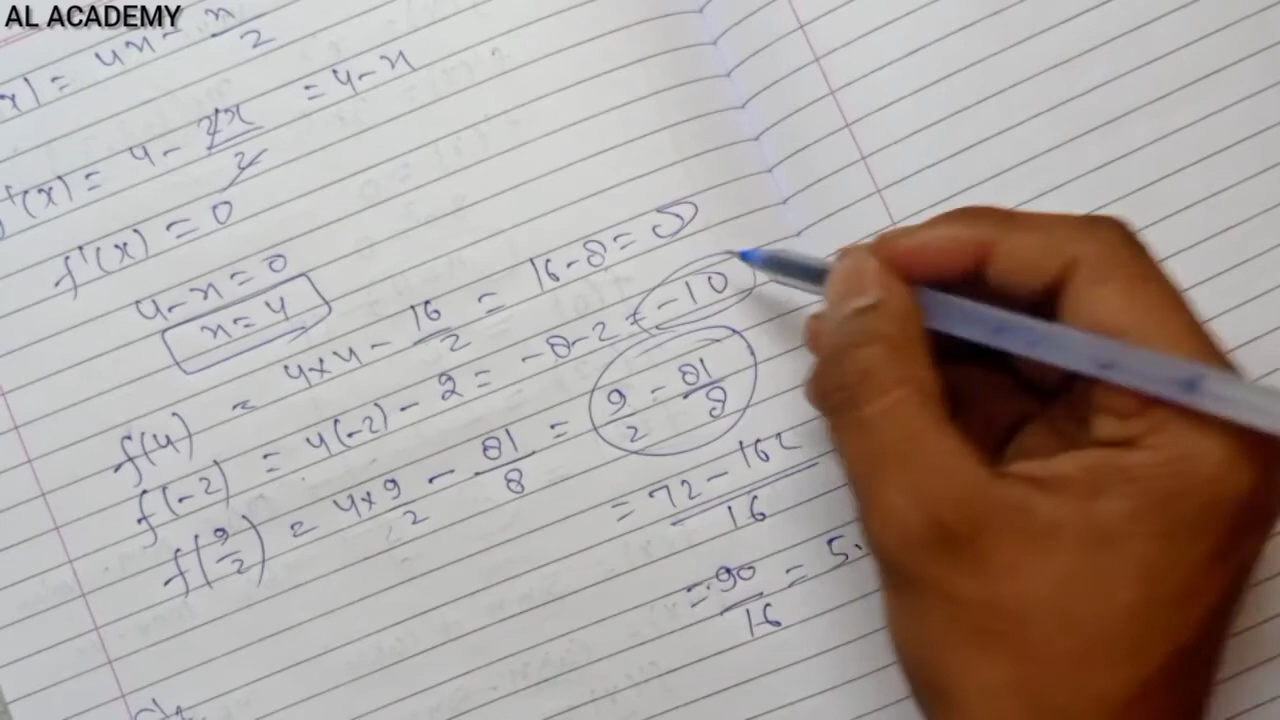 AL ACADEMY
x) = 4x - x/2
f'(x) = 4 - 2x/2 = 4-x
f'(x) = 0
4-x=0
x=4
f(4) = 4×4 - 16/2 = 16-8=8
f(-2) = 4(-2) - 2 = -8-2 = -10
f(9/2) = 4×9/2 - 81/8 = 9/2 - 81/8
= 72-162/16
= 90/16 = 5.